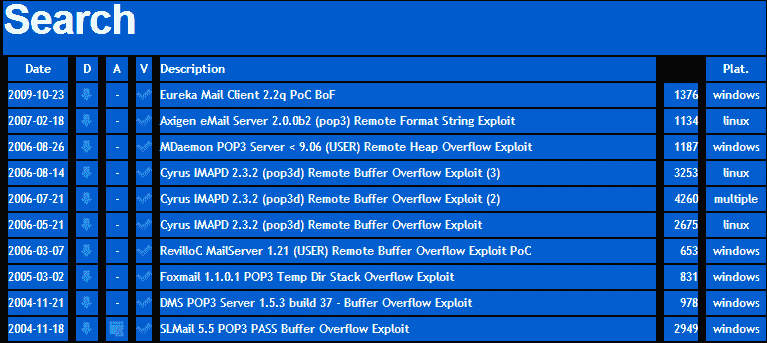 Search
Date D A V Description Plat.
2009-10-23 - Eureka Mail Client 2.2q PoC BoF 1376 windows
2007-02-18 - Axigen eMail Server 2.0.0b2 (pop3) Remote Format String Exploit 1134 linux
2006-08-26 - MDaemon POP3 Server < 9.06 (USER) Remote Heap Overflow Exploit 1187 windows
2006-08-14 - Cyrus IMAPD 2.3.2 (pop3d) Remote Buffer Overflow Exploit (3) 3253 linux
2006-07-21 - Cyrus IMAPD 2.3.2 (pop3d) Remote Buffer Overflow Exploit (2) 4260 multiple
2006-05-21 - Cyrus IMAPD 2.3.2 (pop3d) Remote Buffer Overflow Exploit 2675 linux
2006-03-07 - RevilloC MailServer 1.21 (USER) Remote Buffer Overflow Exploit PoC 653 windows
2005-03-02 - Foxmail 1.1.0.1 POP3 Temp Dir Stack Overflow Exploit 831 windows
2004-11-21 - DMS POP3 Server 1.5.3 build 37 - Buffer Overflow Exploit 978 windows
2004-11-18 SLMail 5.5 POP3 PASS Buffer Overflow Exploit 2949 windows